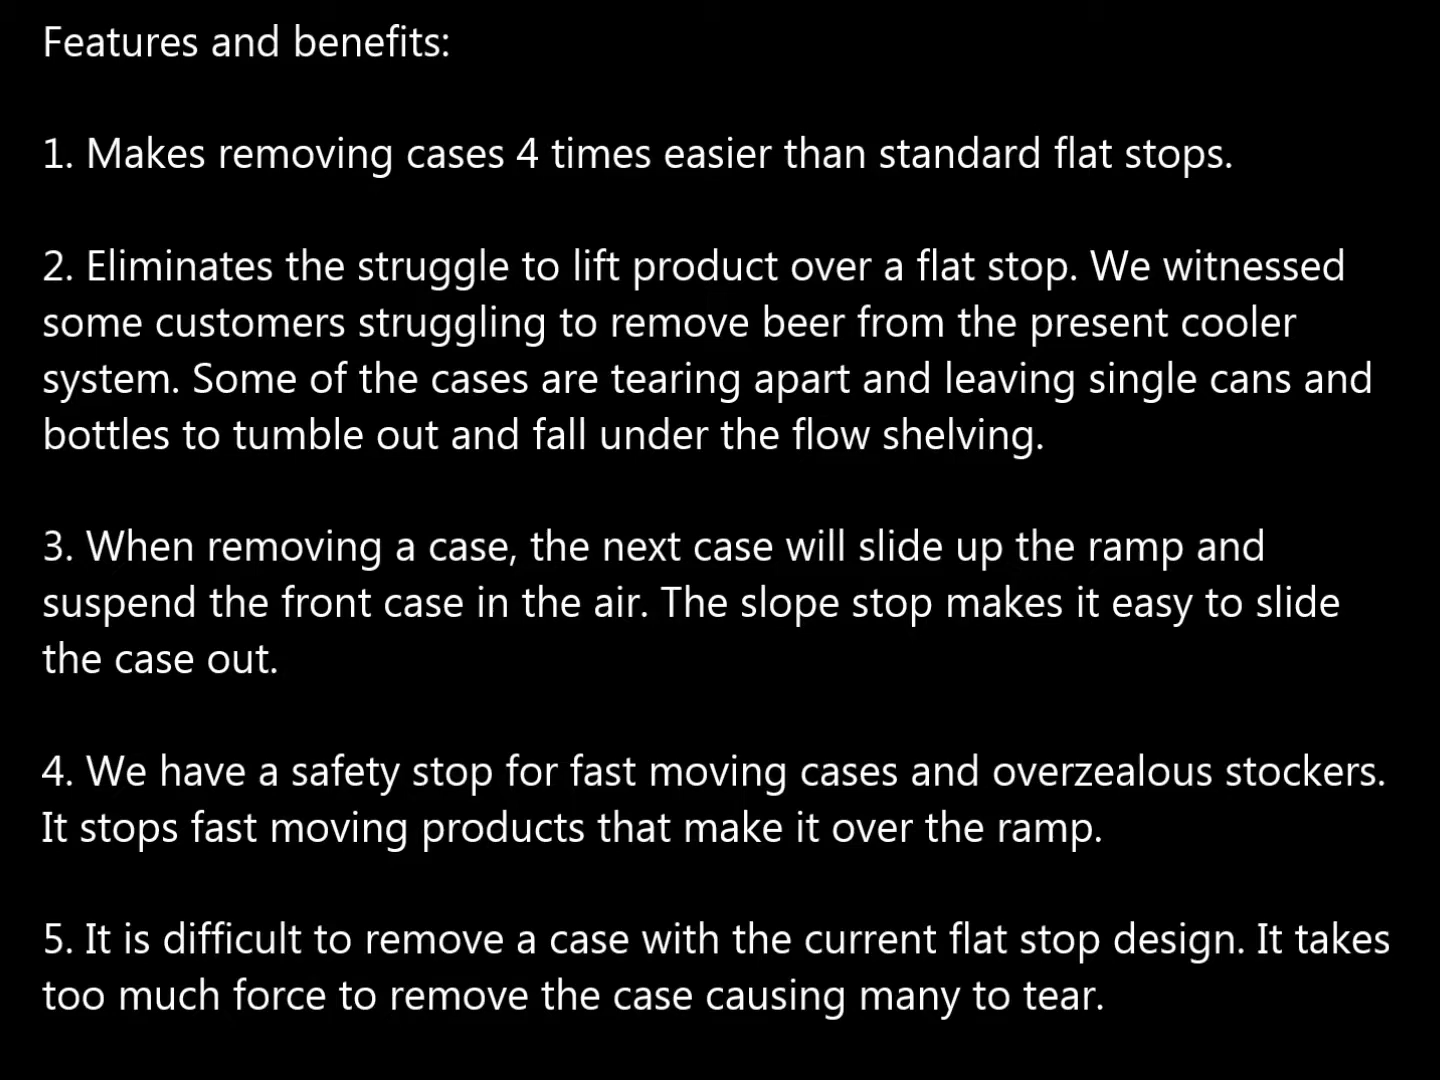 Features and benefits:
1. Makes removing cases 4 times easier than standard flat stops.
2. Eliminates the struggle to lift product over a flat stop. We witnessed
some customers struggling to remove beer from the present cooler
system. Some of the cases are tearing apart and leaving single cans and
bottles to tumble out and fall under the flow shelving.
3. When removing a case, the next case will slide up the ramp and
suspend the front case in the air. The slope stop makes it easy to slide
the case out.
4. We have a safety stop for fast moving cases and overzealous stockers.
It stops fast moving products that make it over the ramp.
5. It is difficult to remove a case with the current flat stop design. It takes
too much force to remove the case causing many to tear.